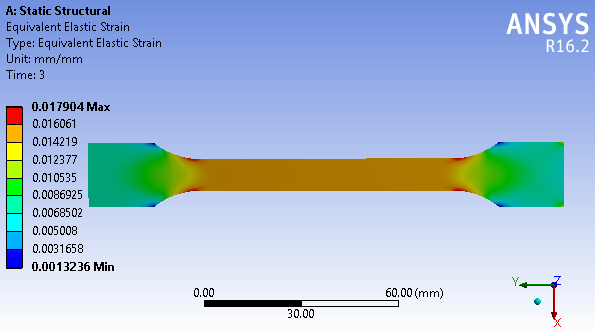 A: Static Structural
Equivalent Elastic Strain
Type: Equivalent Elastic Strain
Unit: mm/mm
Time: 3
ANSYS
R16.2
0.017904 Max
0.016061
0.014219
0.012377
0.010535
0.0086925
0.0068502
0.005008
0.0031658
0.0013236 Min
0.00 60.00 (mm)
30.00
Y Z
X